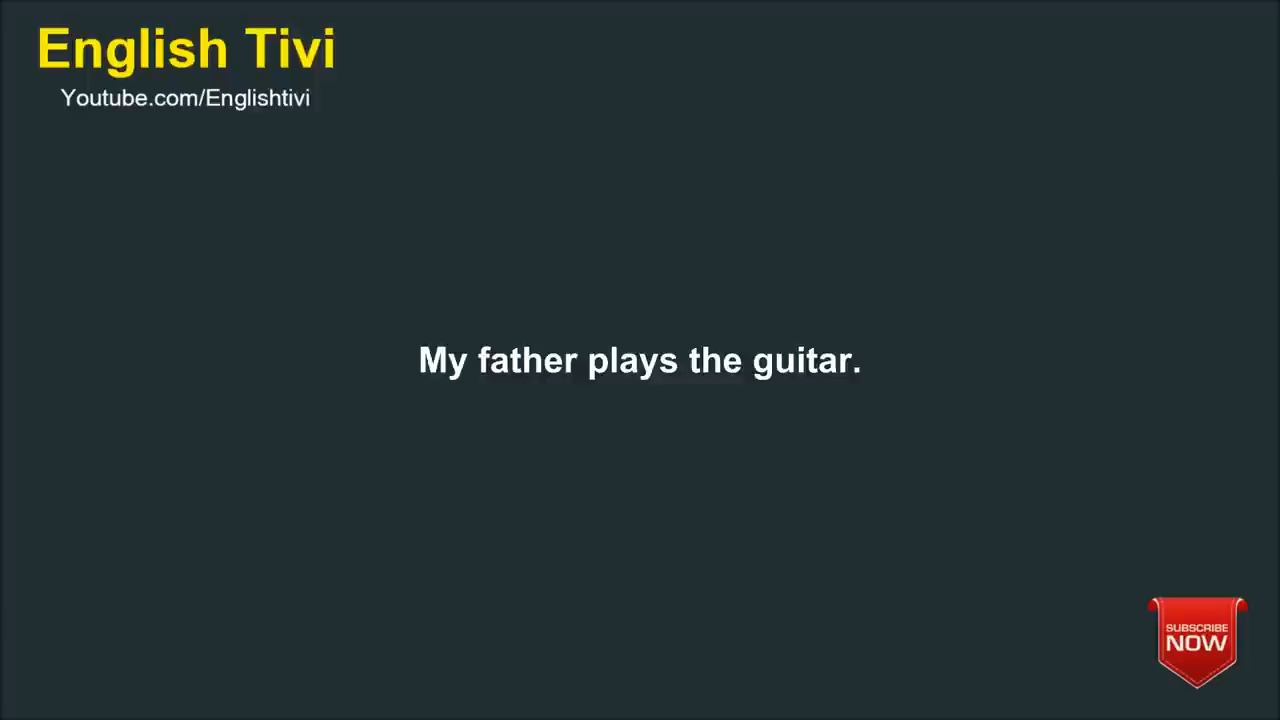 English Tivi
Youtube.com/Englishtivi
My father plays the guitar.
SUBSCRIBE
NOW